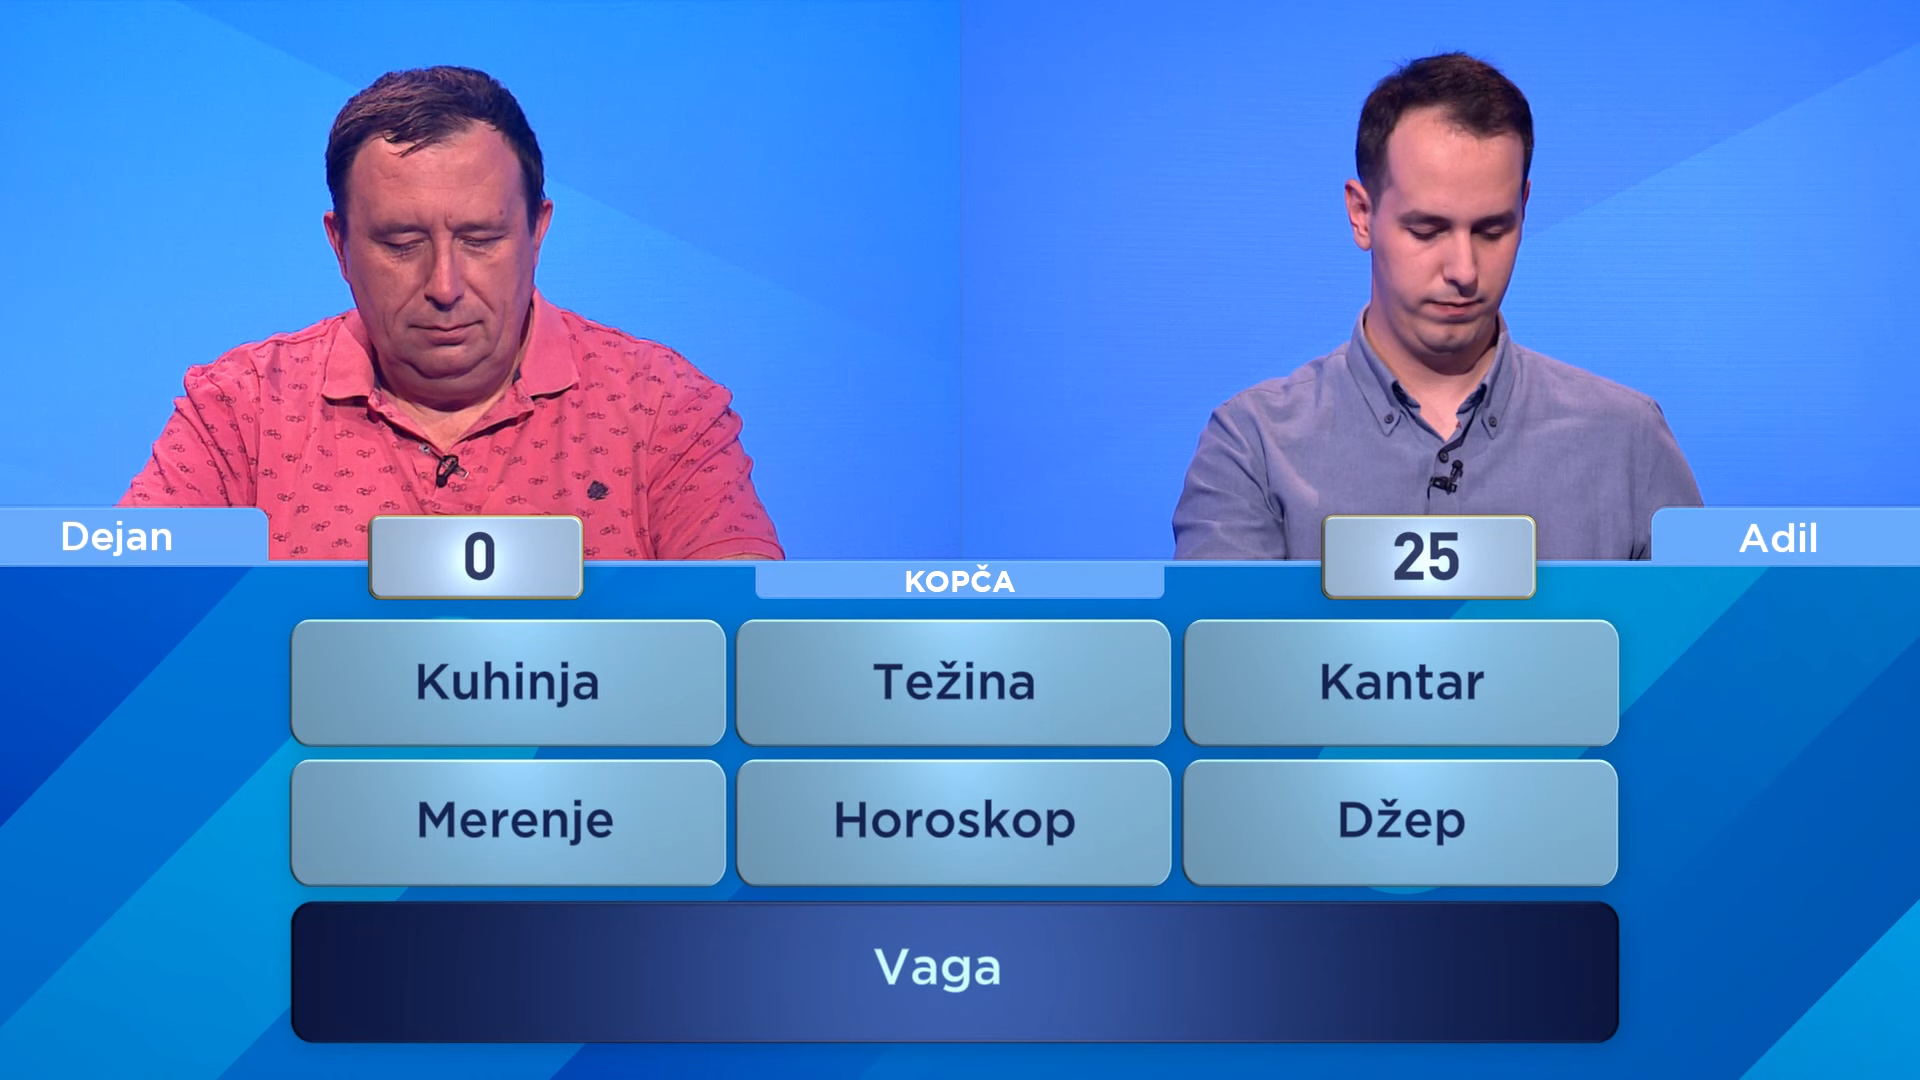 Dejan
0
KOPČA
25
Adil
Kuhinja
Težina
Kantar
Merenje
Horoskop
Džep
Vaga